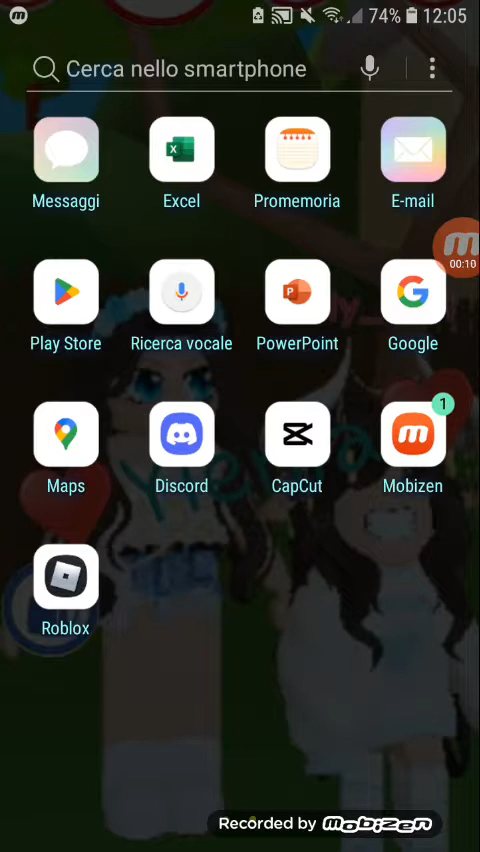 74% 12:05
Cerca nello smartphone
Messaggi Excel Promemoria E-mail
00:10
Play Store Ricerca vocale PowerPoint Google
1
Maps Discord CapCut Mobizen
Roblox
Recorded by mobizen